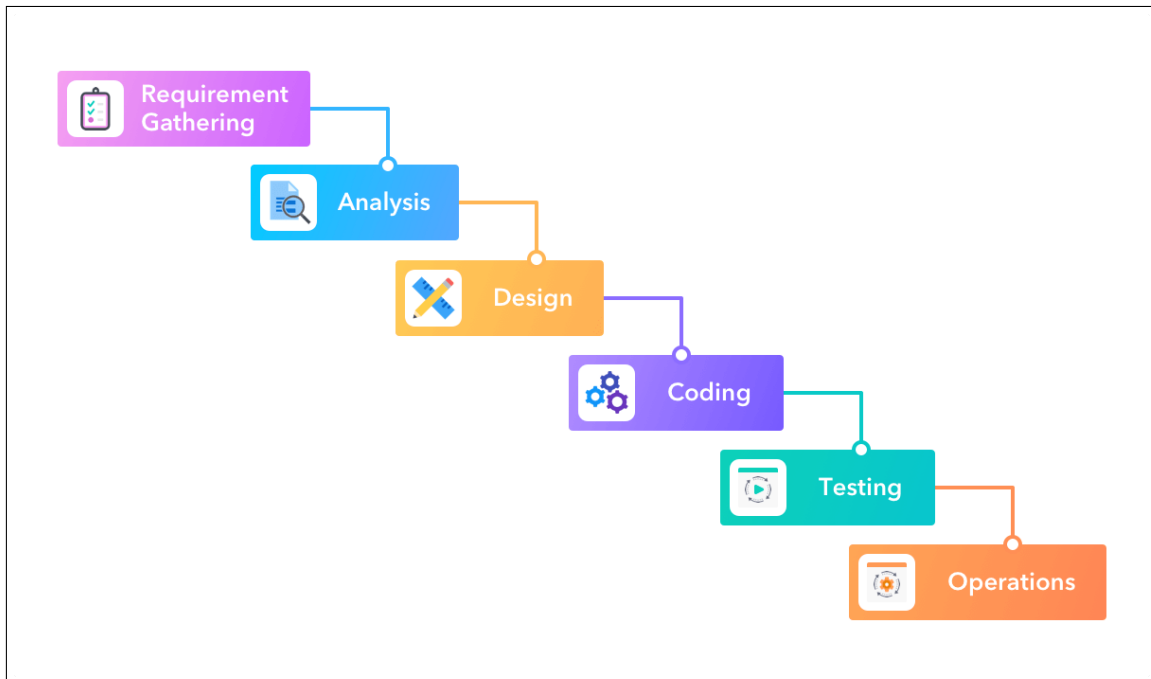 Requirement
Gathering
Analysis
Design
Coding
Testing
Operations